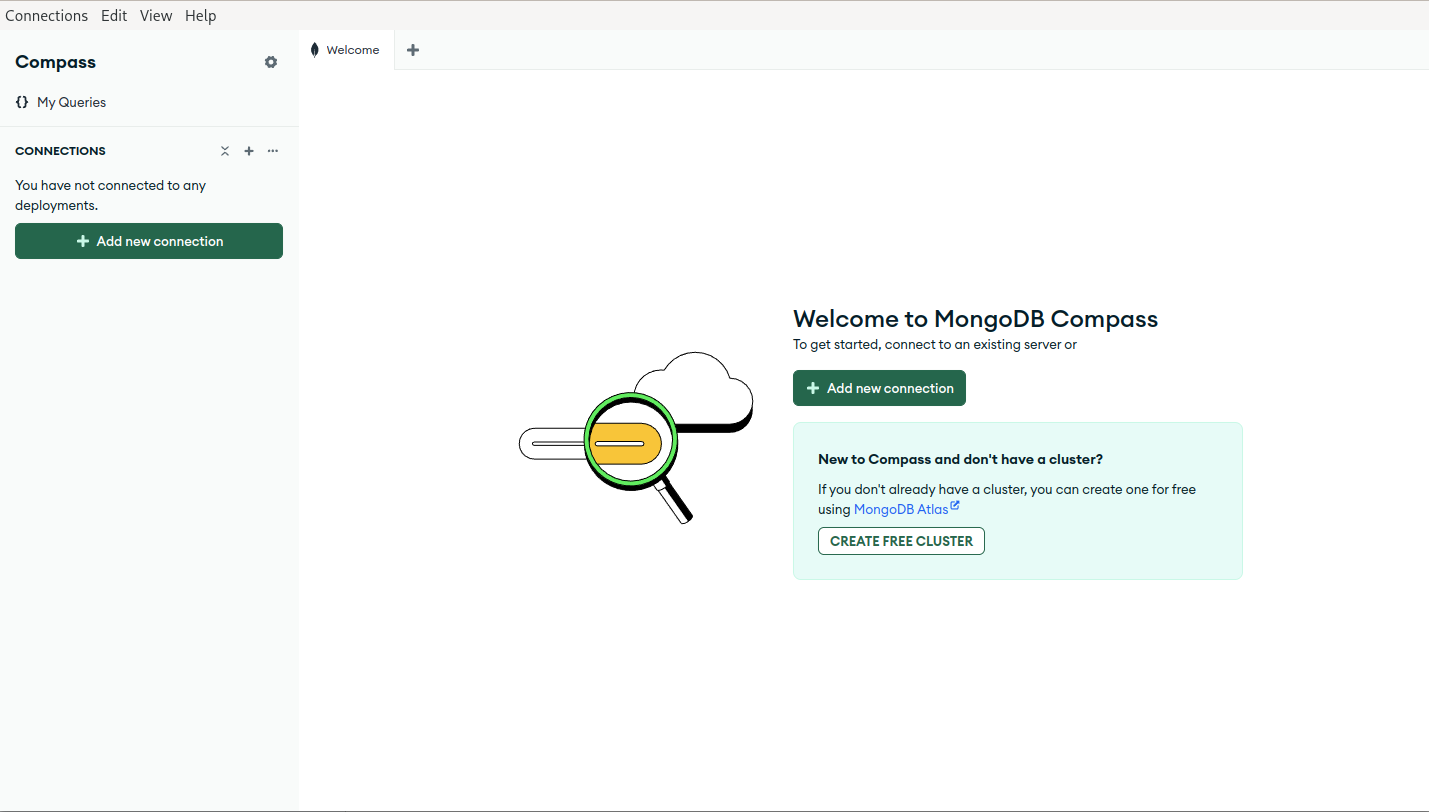 Connections Edit View Help
Compass
Welcome
My Queries
CONNECTIONS
You have not connected to any
deployments.
Add new connection
Welcome to MongoDB Compass
To get started, connect to an existing server or
Add new connection
New to Compass and don't have a cluster?
If you don't already have a cluster, you can create one for free
using MongoDB Atlas
CREATE FREE CLUSTER